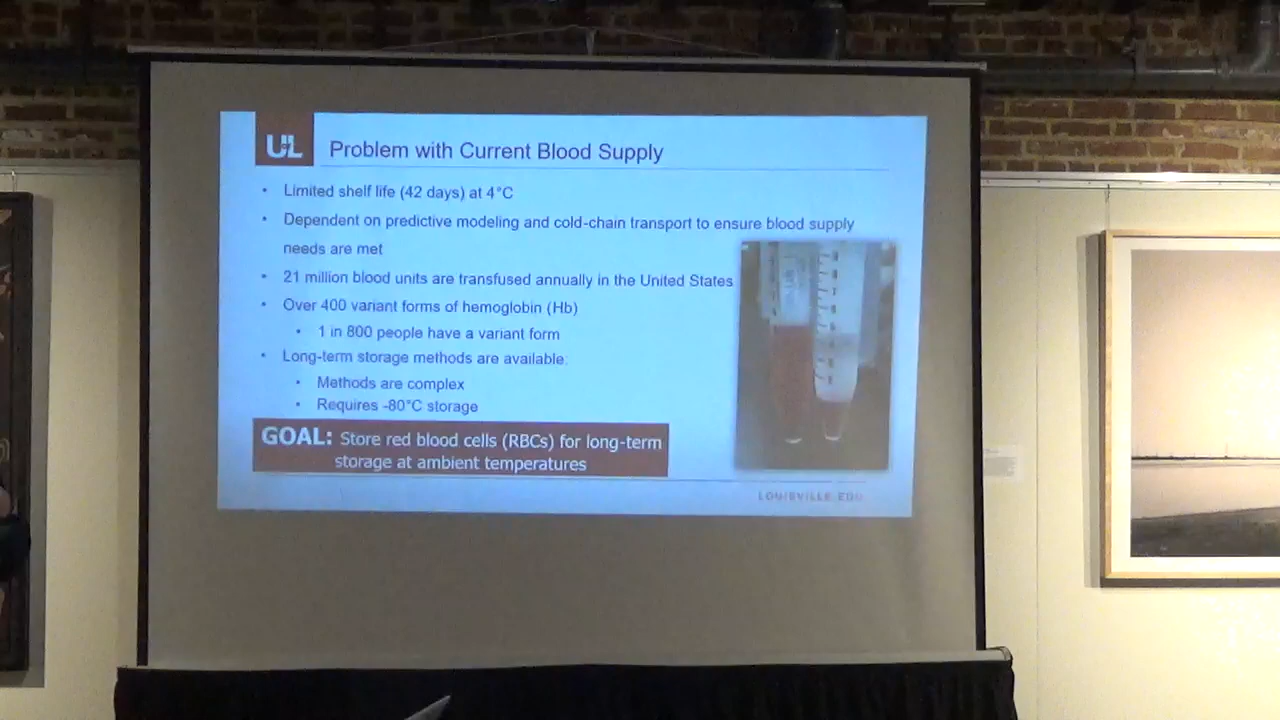 UofL
Problem with Current Blood Supply
• Limited shelf life (42 days) at 4°C
• Dependent on predictive modeling and cold-chain transport to ensure blood supply
needs are met
• 21 million blood units are transfused annually in the United States
• Over 400 variant forms of hemoglobin (Hb)
• 1 in 800 people have a variant form
• Long-term storage methods are available:
• Methods are complex
• Requires -80°C storage
GOAL: Store red blood cells (RBCs) for long-term
storage at ambient temperatures
LOUISVILLE.EDU